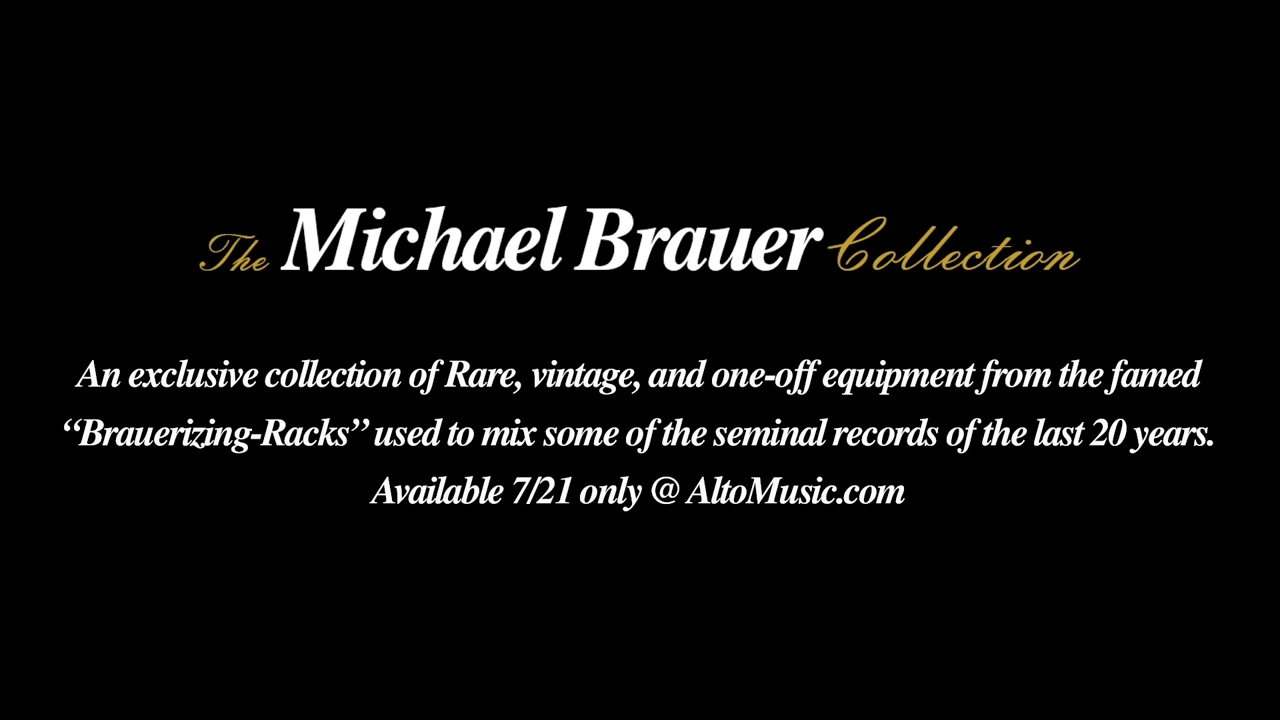 The Michael Brauer Collection
An exclusive collection of Rare, vintage, and one-off equipment from the famed
“Brauerizing-Racks” used to mix some of the seminal records of the last 20 years.
Available 7/21 only @ AltoMusic.com